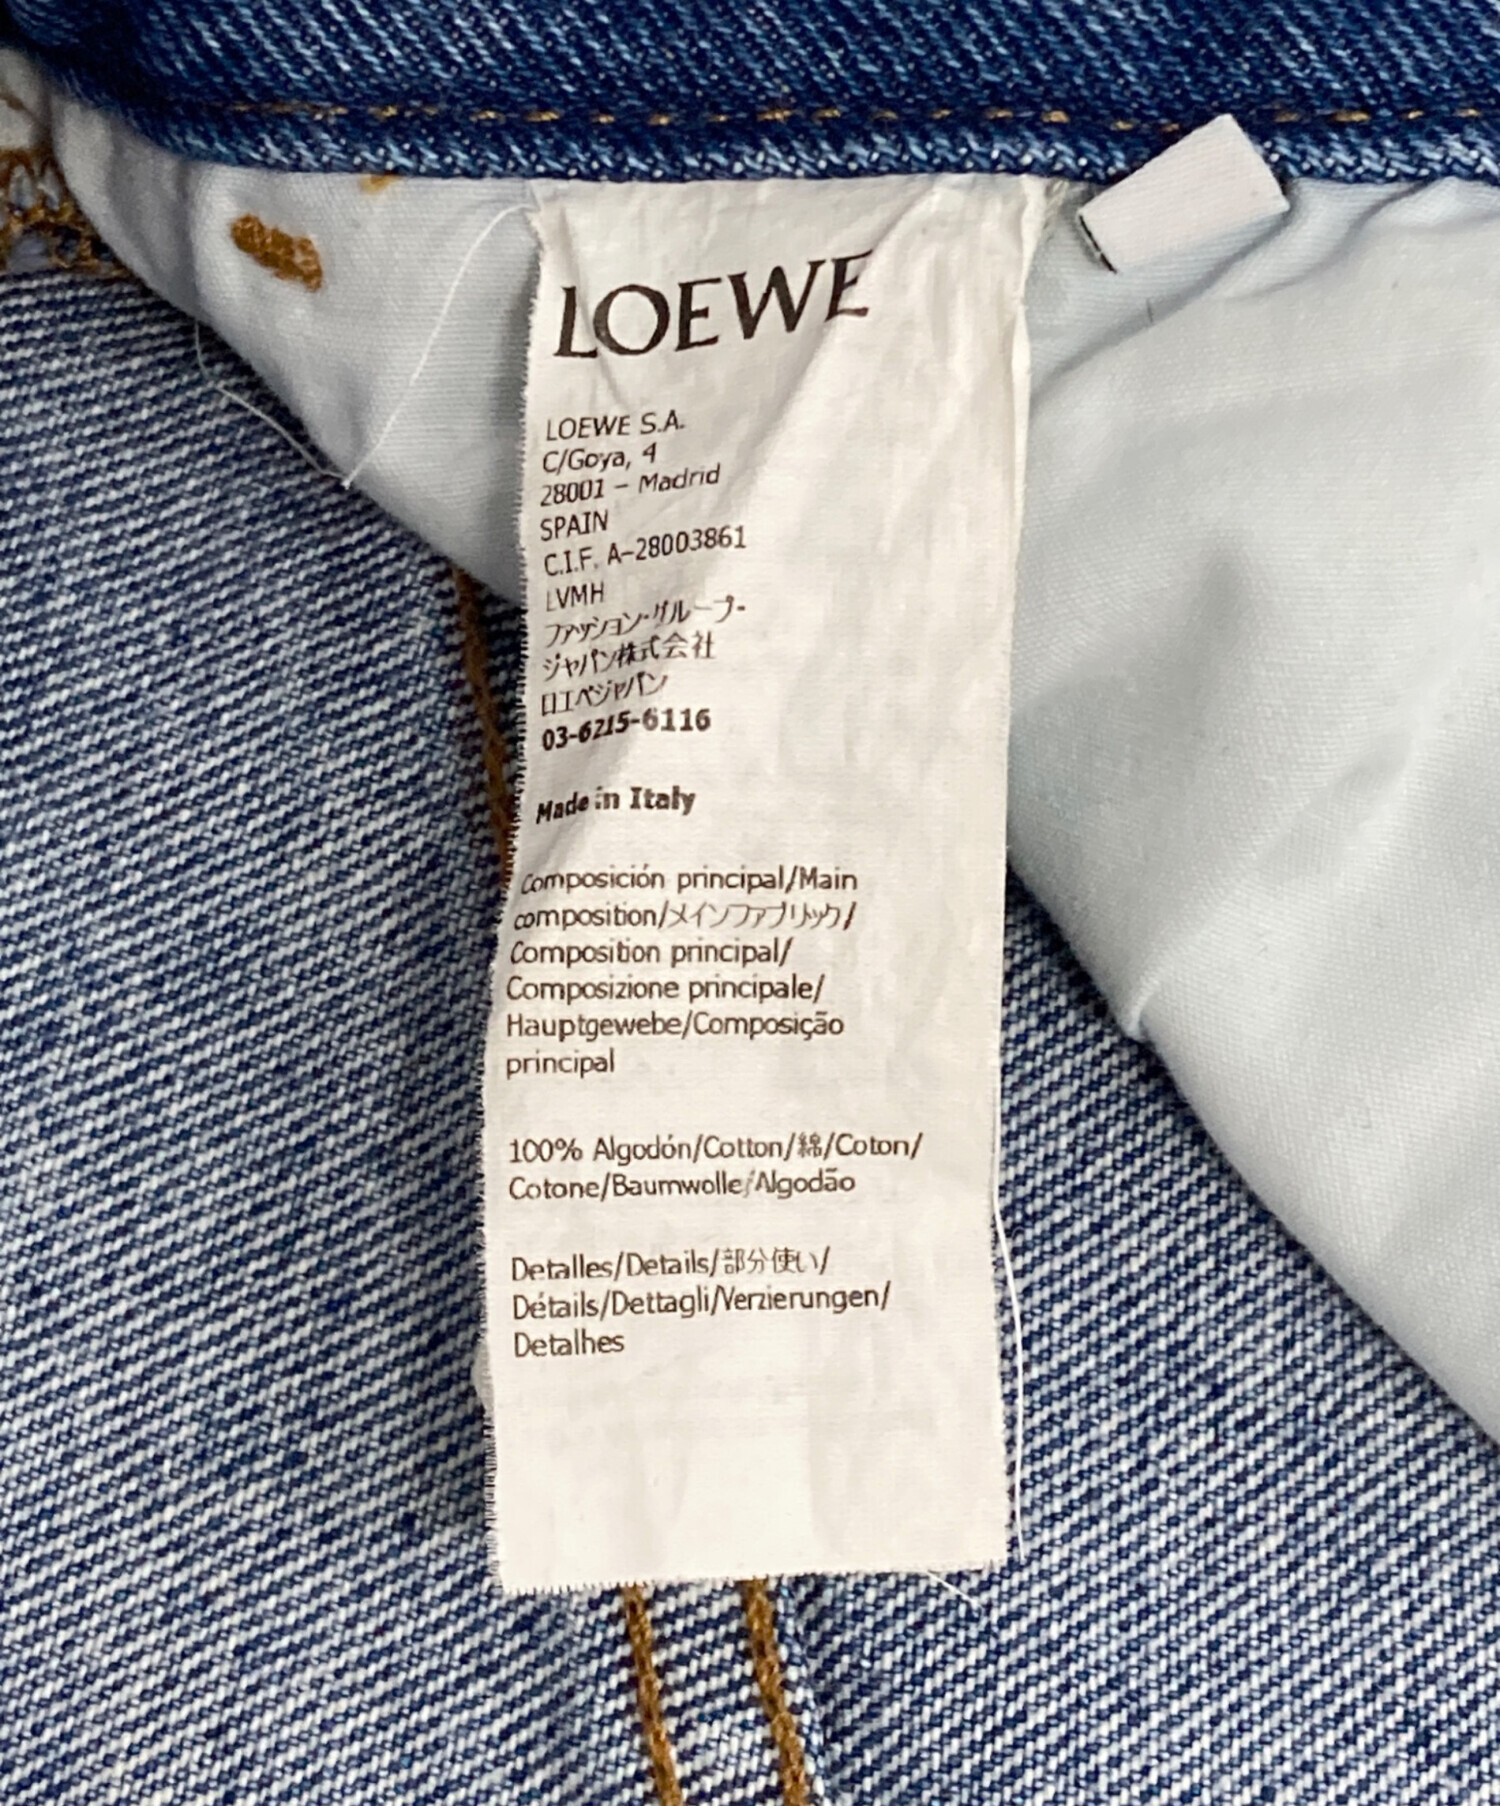 LOEWE
LOEWE S.A.
C/Goya, 4
28001 – Madrid
SPAIN
C.I.F. A-28003861
LVMH
ファッション・グループ・
ジャパン株式会社
ロエベジャパン
03-6215-6116
Made in Italy
Composición principal/Main
composition/メインファブリック/
Composition principal/
Composizione principale/
Hauptgewebe/Composição
principal
100% Algodón/Cotton/綿/Coton/
Cotone/Baumwolle/Algodão
Detalles/Details/部分使い/
Détails/Dettagli/Verzierungen/
Detalhes